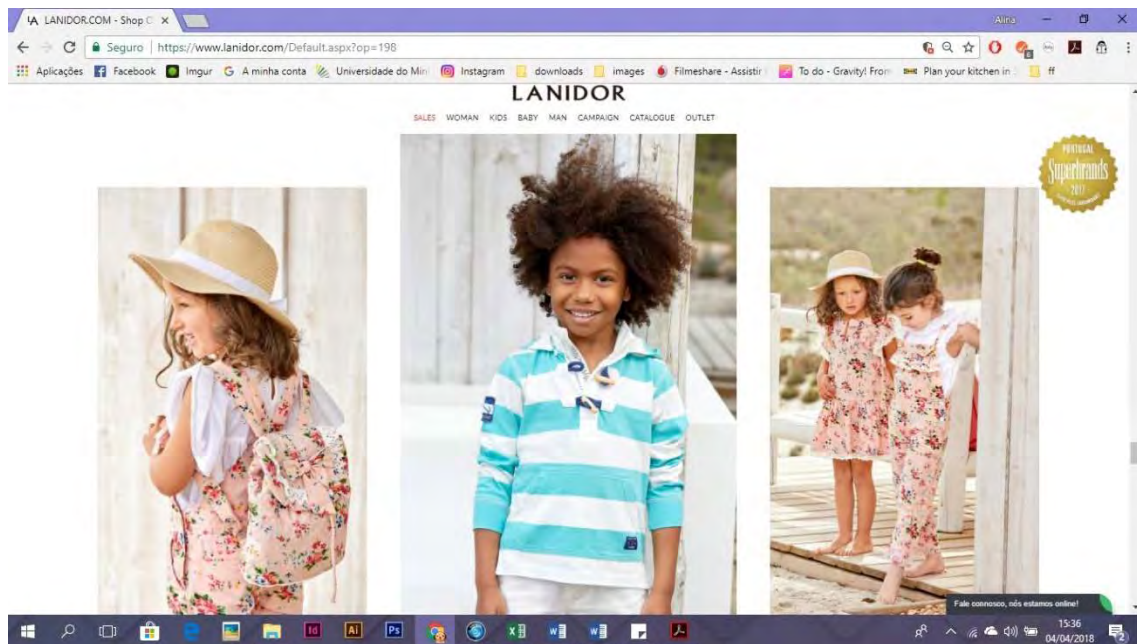 LANIDOR.COM - Shop
Alina
Seguro | https://www.lanidor.com/Default.aspx?op=198
Aplicações Facebook Imgur A minha conta Universidade do Min Instagram downloads images Filmeshare - Assistir To do - Gravity! From Plan your kitchen in ff
LANIDOR
SALES WOMAN KIDS BABY MAN CAMPAIGN CATALOGUE OUTLET
PORTUGAL
Superbrands
2017
Fale connosco, nós estamos online!
Id Ai Ps
15:36
04/04/2018